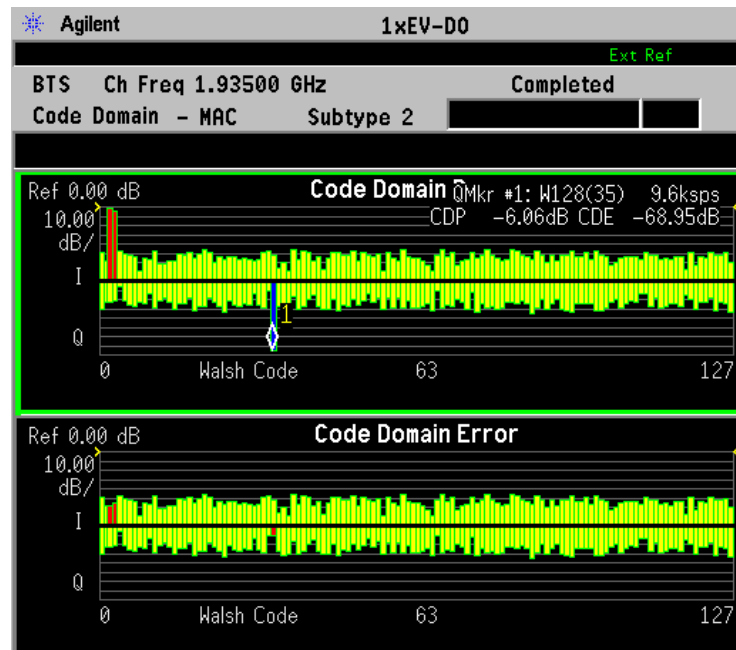 Agilent 1xEV-DO
Ext Ref
BTS Ch Freq 1.93500 GHz Completed
Code Domain - MAC Subtype 2
Ref 0.00 dB Code Domain QMkr #1: W128(35) 9.6ksps
10.00 CDP -6.06dB CDE -68.95dB
dB/
I
1
Q
0 Walsh Code 63 127
Ref 0.00 dB Code Domain Error
10.00
dB/
I
Q
0 Walsh Code 63 127